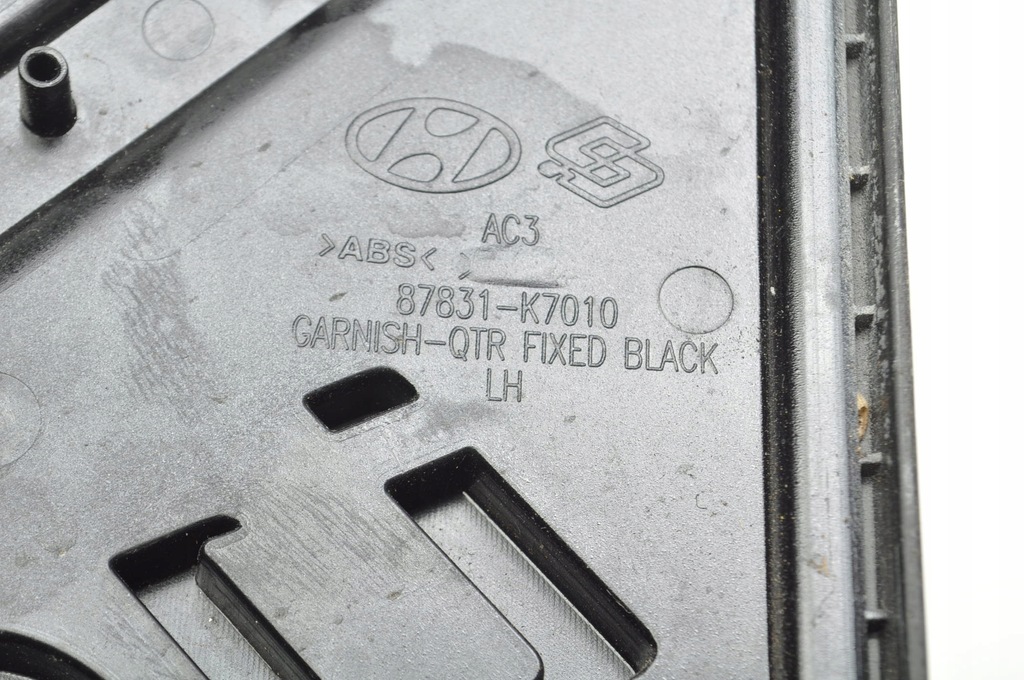 AC3
>ABS<
87831-K7010
GARNISH-QTR FIXED BLACK
LH